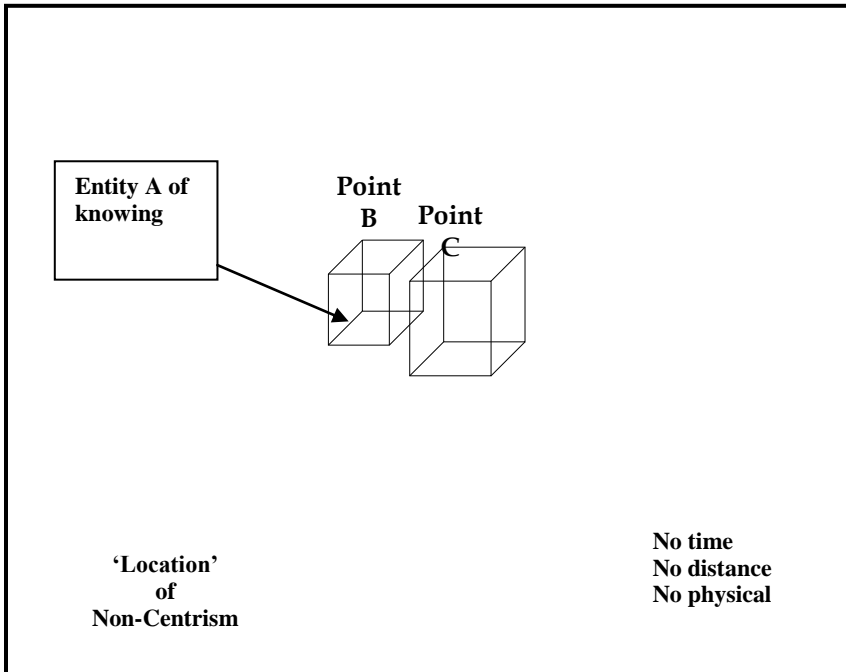 Entity A of
knowing
Point
B
Point
C
‘Location’
of
Non-Centrism
No time
No distance
No physical